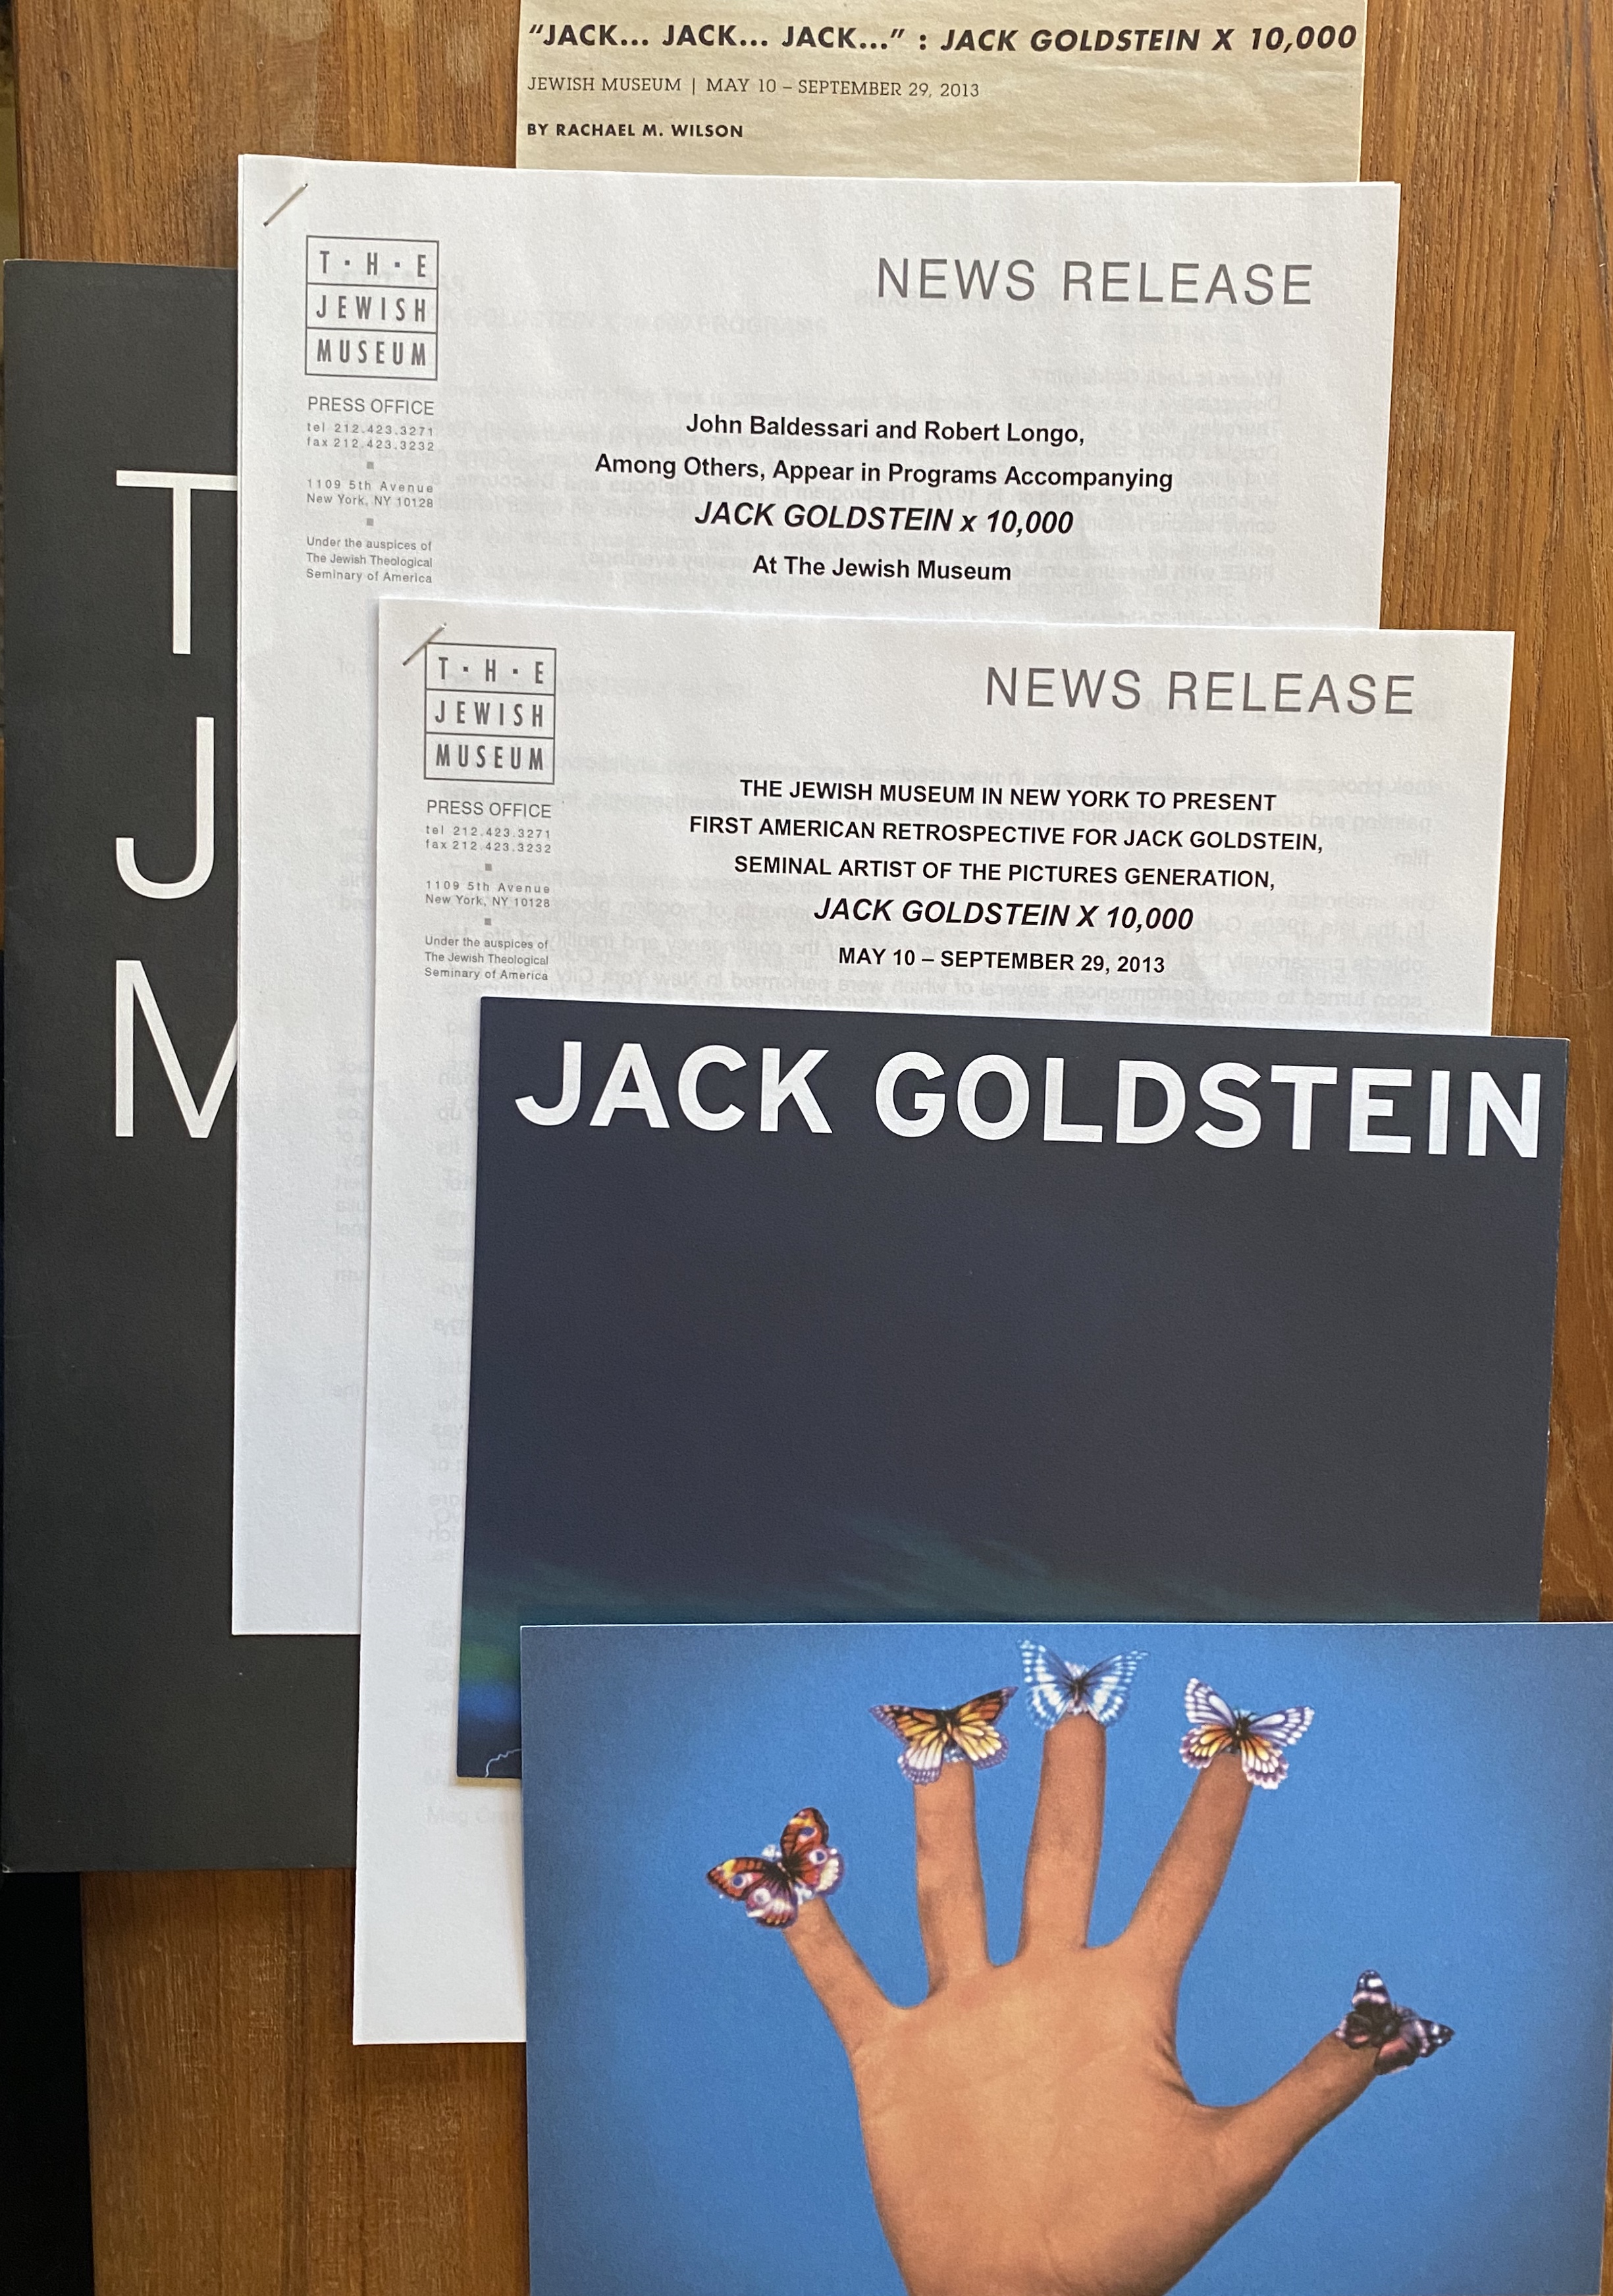 “JACK... JACK... JACK...” : JACK GOLDSTEIN X 10,000
JEWISH MUSEUM | MAY 10 – SEPTEMBER 29, 2013
BY RACHAEL M. WILSON
T · H · E
JEWISH
MUSEUM
NEWS RELEASE
PRESS OFFICE
tel 212.423.3271
fax 212.423.3232
1109 5th Avenue
New York, NY 10128
Under the auspices of
The Jewish Theological
Seminary of America
John Baldessari and Robert Longo,
Among Others, Appear in Programs Accompanying
JACK GOLDSTEIN x 10,000
At The Jewish Museum
T
J
M
T · H · E
JEWISH
MUSEUM
NEWS RELEASE
PRESS OFFICE
tel 212.423.3271
fax 212.423.3232
1109 5th Avenue
New York, NY 10128
Under the auspices of
The Jewish Theological
Seminary of America
THE JEWISH MUSEUM IN NEW YORK TO PRESENT
FIRST AMERICAN RETROSPECTIVE FOR JACK GOLDSTEIN,
SEMINAL ARTIST OF THE PICTURES GENERATION,
JACK GOLDSTEIN X 10,000
MAY 10 – SEPTEMBER 29, 2013
JACK GOLDSTEIN